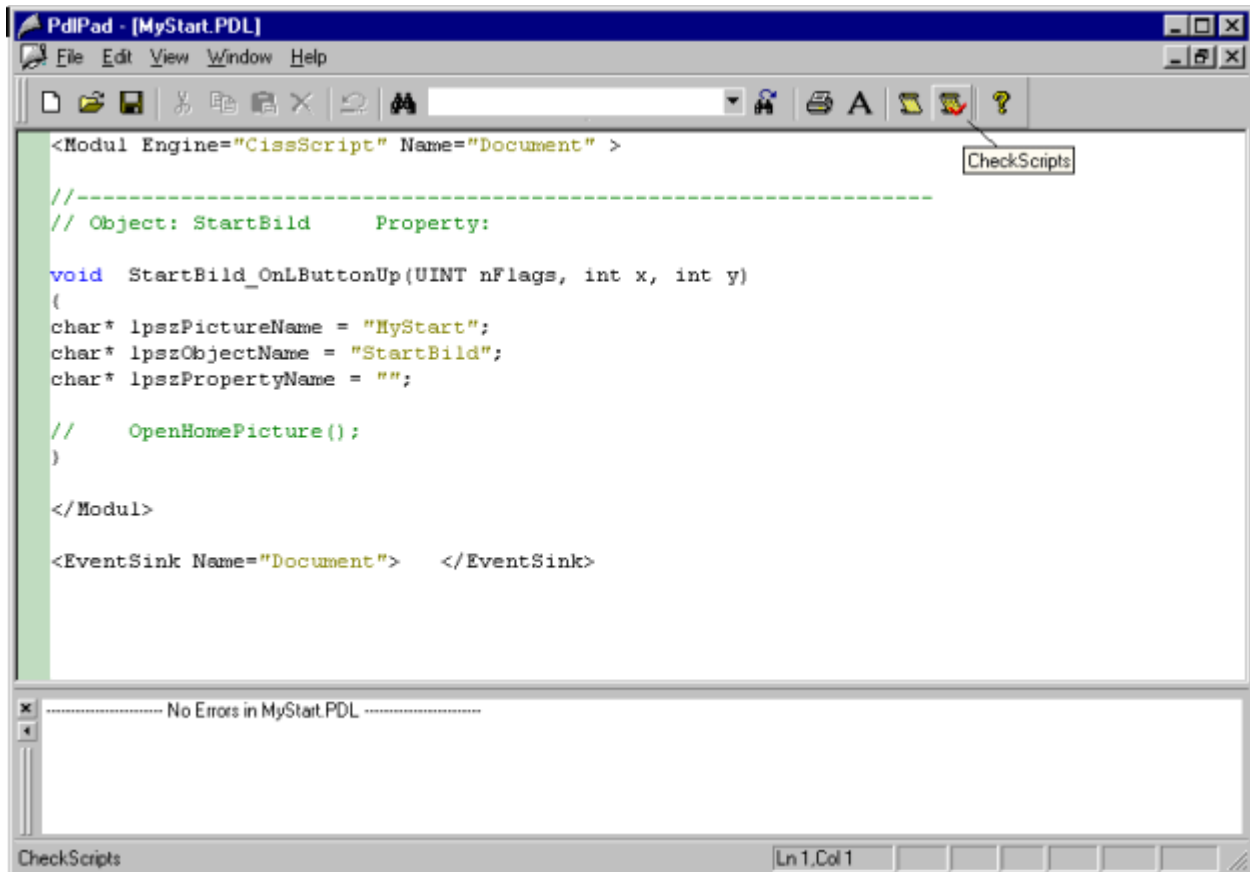 PdlPad - [MyStart.PDL]
File Edit View Window Help
A ?
CheckScripts
<Modul Engine="CissScript" Name="Document" >
//------------------------------------------------------------------
// Object: StartBild     Property:
void  StartBild_OnLButtonUp(UINT nFlags, int x, int y)
{
char* lpszPictureName = "MyStart";
char* lpszObjectName = "StartBild";
char* lpszPropertyName = "";
//    OpenHomePicture();
}
</Modul>
<EventSink Name="Document">   </EventSink>
------------------------- No Errors in MyStart.PDL -------------------------
CheckScripts
Ln 1,Col 1